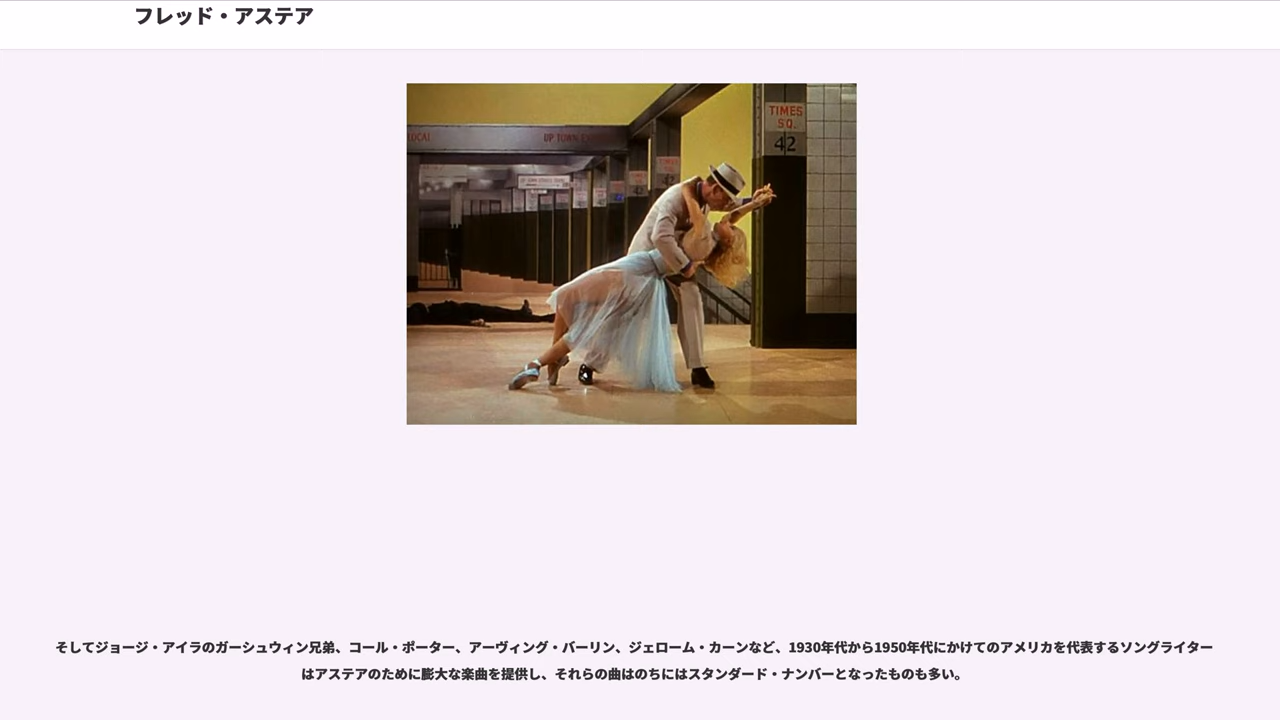 フレッド・アステア
LOCAL
UP TOWN
TIMES
SQ.
42
そしてジョージ・アイラのガーシュウィン兄弟、コール・ポーター、アーヴィング・バーリン、ジェローム・カーンなど、1930年代から1950年代にかけてのアメリカを代表するソングライター
はアステアのために膨大な楽曲を提供し、それらの曲はのちにはスタンダード・ナンバーとなったものも多い。